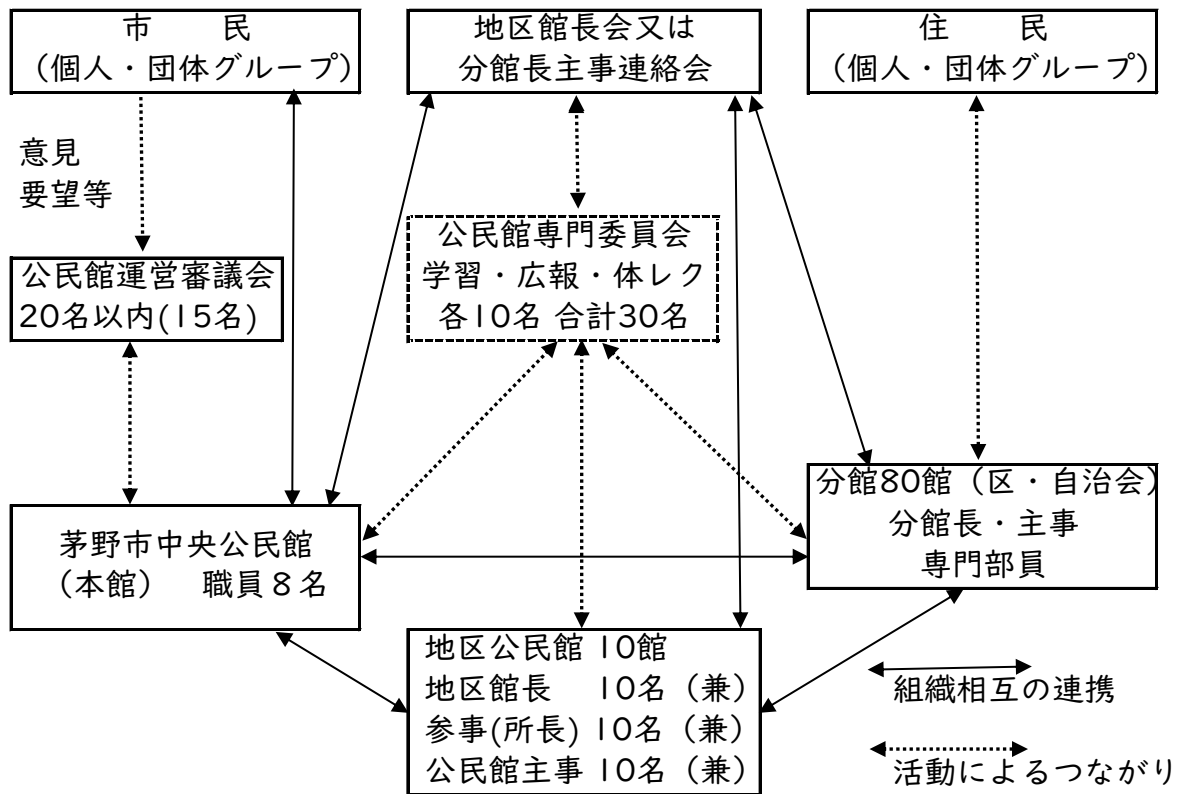 市　　民
（個人・団体グループ）
地区館長会又は
分館長主事連絡会
住　　民
（個人・団体グループ）
意見
要望等
公民館運営審議会
20名以内(15名)
公民館専門委員会
学習・広報・体レク
各10名 合計30名
茅野市中央公民館
（本館）　職員８名
分館80館（区・自治会）
分館長・主事
専門部員
地区公民館 10館
地区館長　10名（兼）
参事(所長) 10名（兼）
公民館主事 10名（兼）
組織相互の連携
活動によるつながり